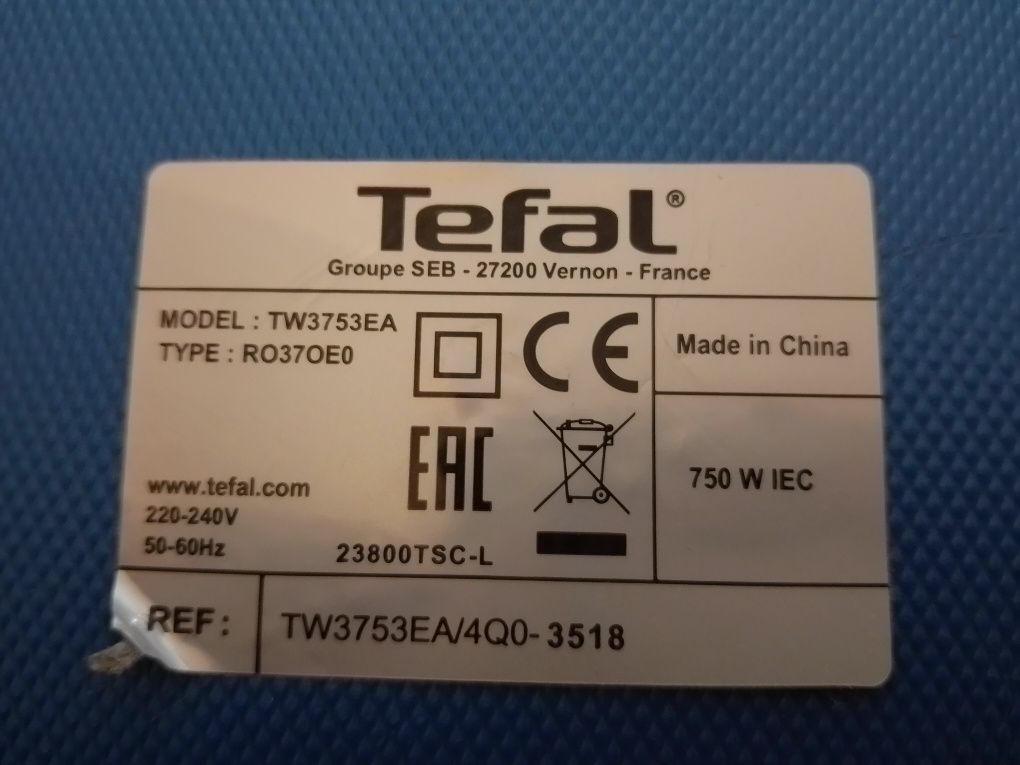 Tefal®
Groupe SEB - 27200 Vernon - France
MODEL : TW3753EA
TYPE : RO37OE0
CE
Made in China
EAC
750 W IEC
www.tefal.com
220-240V
50-60Hz
23800TSC-L
REF :
TW3753EA/4Q0- 3518